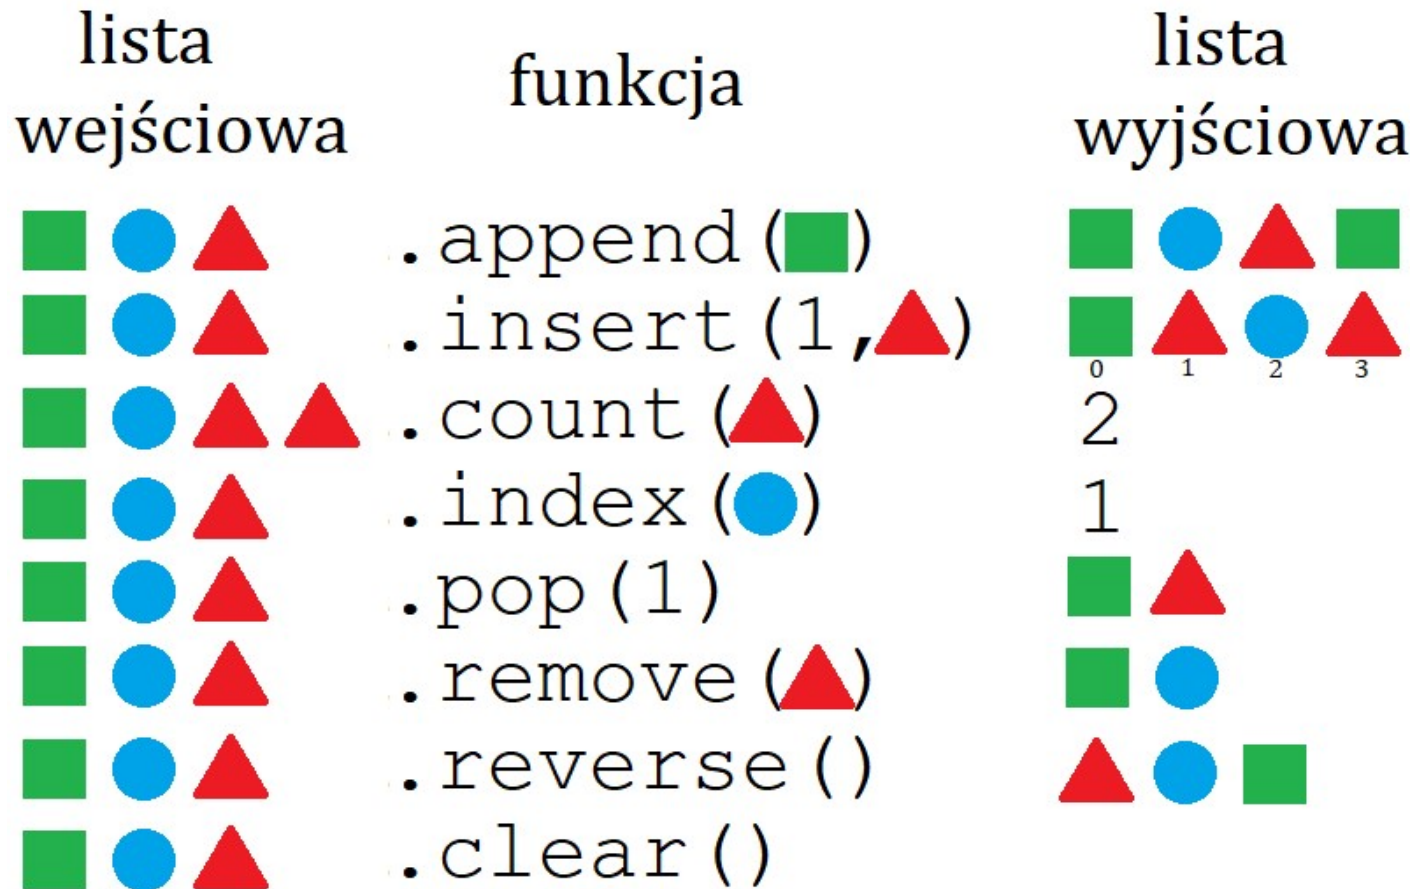 lista
wejściowa
funkcja
lista
wyjściowa
.append()
.insert(1,)
0 1 2 3
.count()
2
.index()
1
.pop(1)
.remove()
.reverse()
.clear()